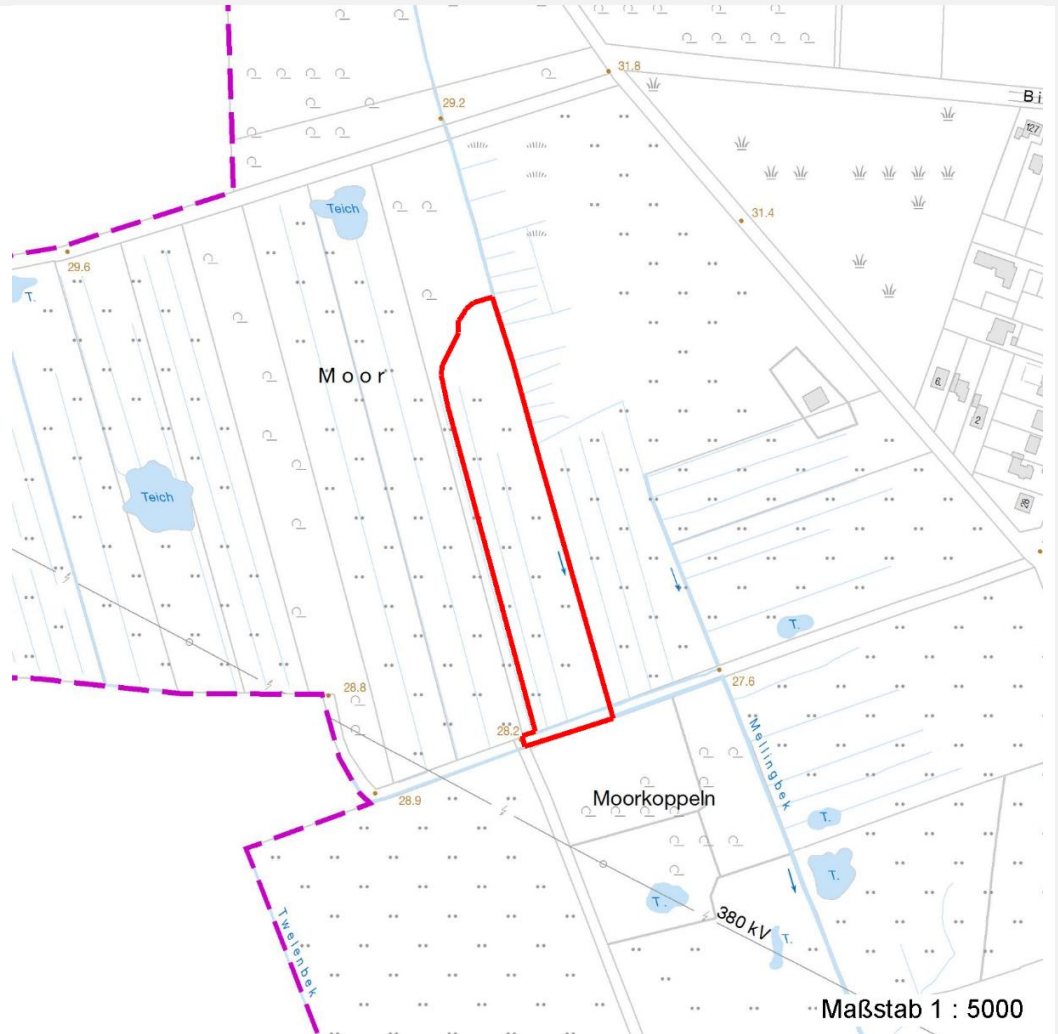 31.8
Bi
29.2
127
Teich
31.4
29.6
T.
Moor
6.
2
Teich
28
T.
28.8
28.2
27.6
Mellingbek
28.9
Moorkoppeln
T.
T.
T.
380 kV
T.
Twelenbek
Maßstab 1 : 5000